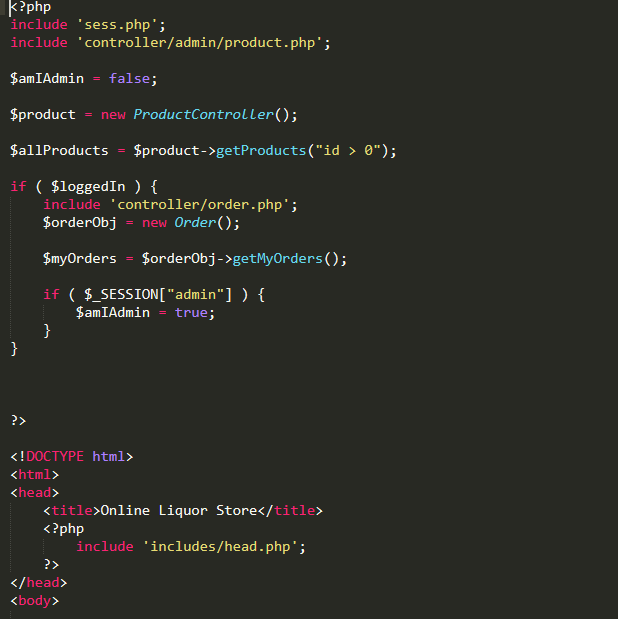 <?php
include 'sess.php';
include 'controller/admin/product.php';
$amIAdmin = false;
$product = new ProductController();
$allProducts = $product->getProducts("id > 0");
if ( $loggedIn ) {
    include 'controller/order.php';
    $orderObj = new Order();
    $myOrders = $orderObj->getMyOrders();
    if ( $_SESSION["admin"] ) {
        $amIAdmin = true;
    }
}
?>
<!DOCTYPE html>
<html>
<head>
    <title>Online Liquor Store</title>
    <?php
        include 'includes/head.php';
    ?>
</head>
<body>